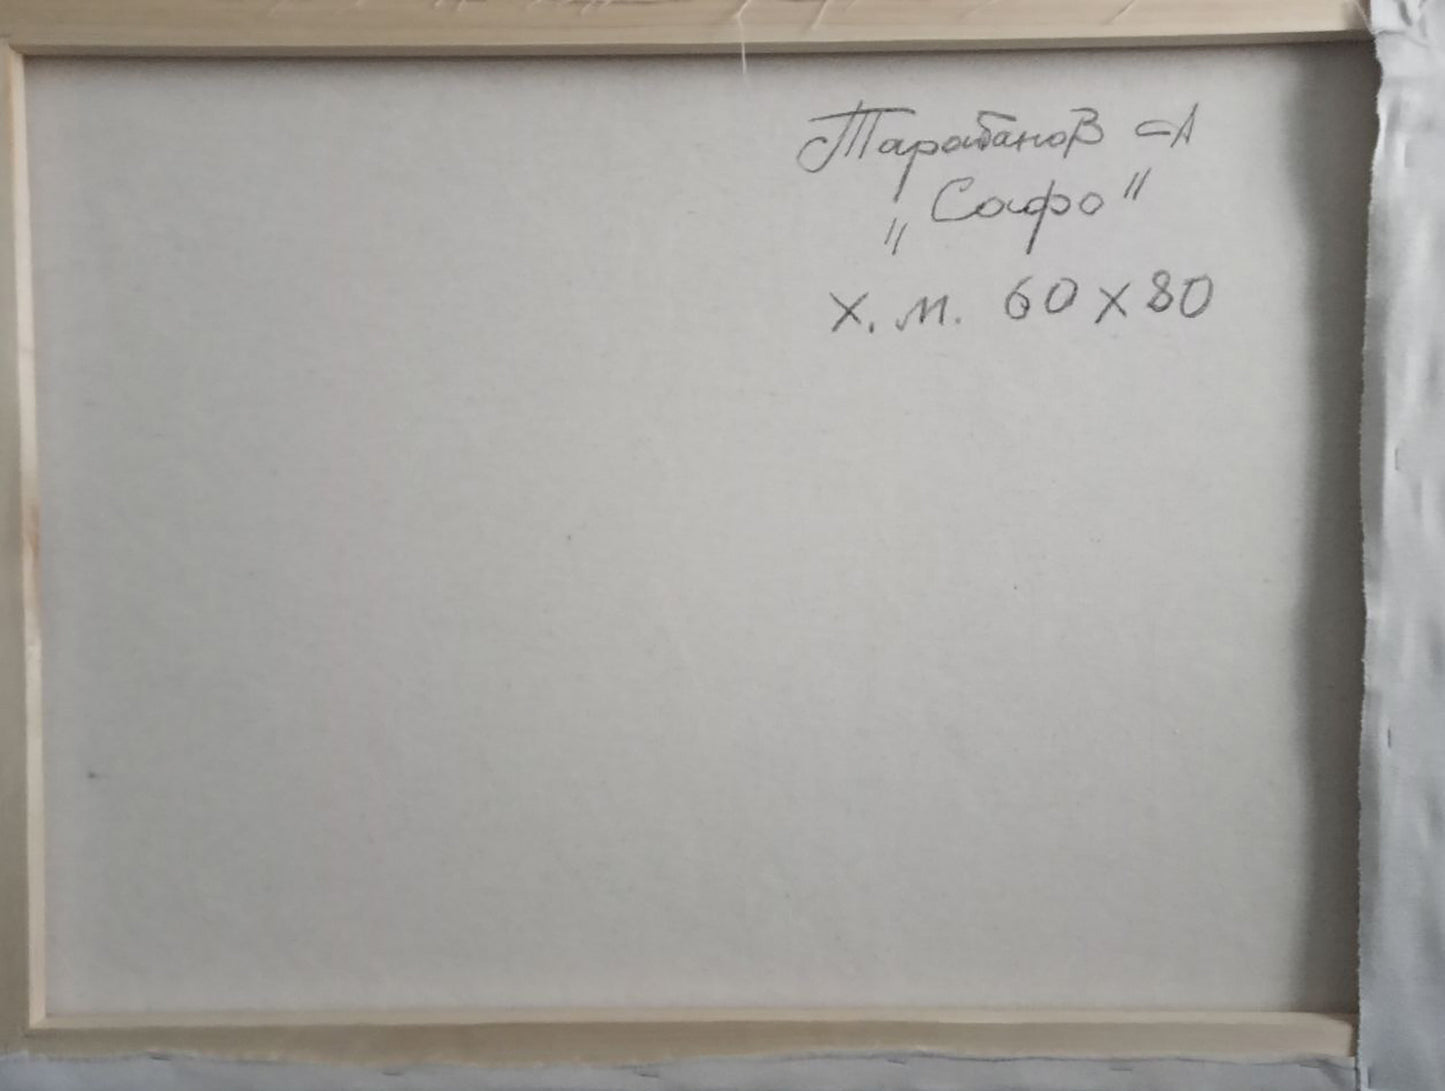 Тарабанов А
„Сафо"
х. м. 60 х 80